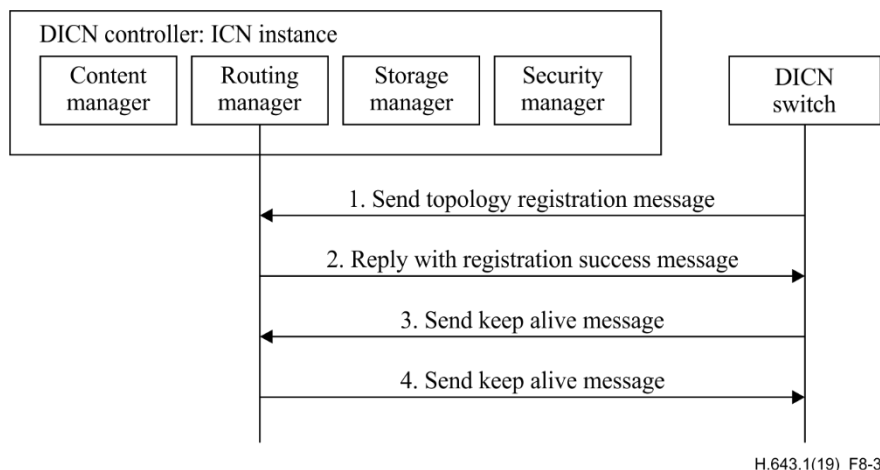 DICN controller: ICN instance
Content
manager
Routing
manager
Storage
manager
Security
manager
DICN
switch
1. Send topology registration message
2. Reply with registration success message
3. Send keep alive message
4. Send keep alive message
H.643.1(19)_F8-3